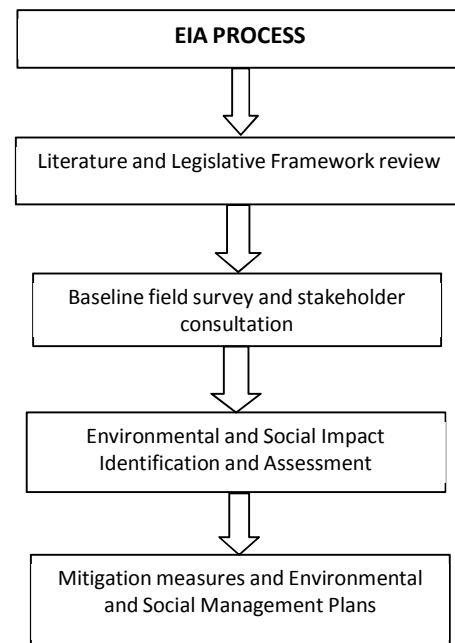 EIA PROCESS
Literature and Legislative Framework review
Baseline field survey and stakeholder
consultation
Environmental and Social Impact
Identification and Assessment
Mitigation measures and Environmental
and Social Management Plans